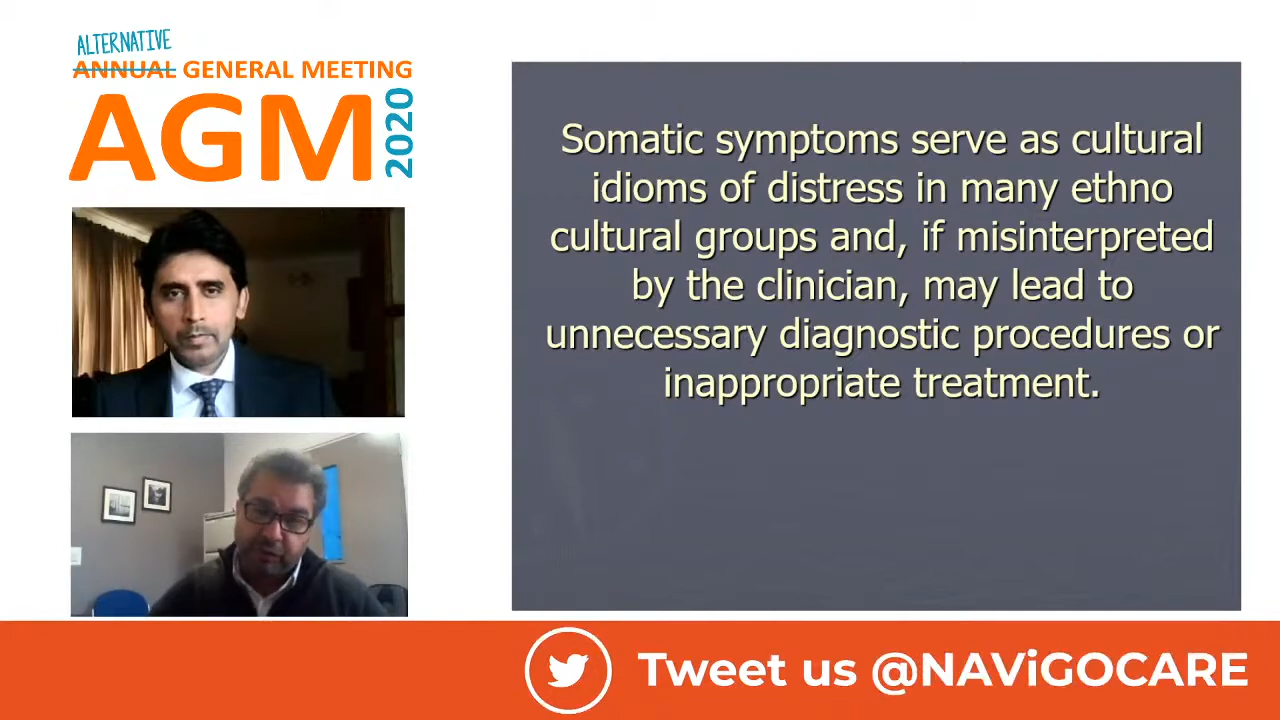 ALTERNATIVE
ANNUAL GENERAL MEETING
AGM 2020
Somatic symptoms serve as cultural
idioms of distress in many ethno
cultural groups and, if misinterpreted
by the clinician, may lead to
unnecessary diagnostic procedures or
inappropriate treatment.
Tweet us @NAViGOCARE